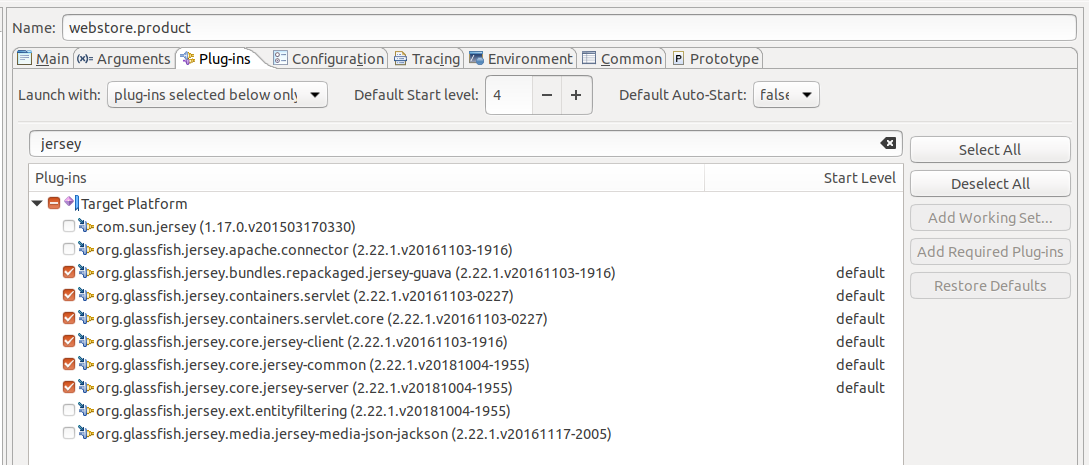 Name: webstore.product
Main (x)= Arguments Plug-ins Configuration Tracing Environment Common P Prototype
Launch with: plug-ins selected below only Default Start level: 4 Default Auto-Start: false
jersey
Select All
Plug-ins Start Level
Deselect All
Target Platform
Add Working Set...
com.sun.jersey (1.17.0.v201503170330)
org.glassfish.jersey.apache.connector (2.22.1.v20161103-1916)
Add Required Plug-ins
org.glassfish.jersey.bundles.repackaged.jersey-guava (2.22.1.v20161103-1916) default
Restore Defaults
org.glassfish.jersey.containers.servlet (2.22.1.v20161103-0227) default
org.glassfish.jersey.containers.servlet.core (2.22.1.v20161103-0227) default
org.glassfish.jersey.core.jersey-client (2.22.1.v20161103-1916) default
org.glassfish.jersey.core.jersey-common (2.22.1.v20181004-1955) default
org.glassfish.jersey.core.jersey-server (2.22.1.v20181004-1955) default
org.glassfish.jersey.ext.entityfiltering (2.22.1.v20181004-1955)
org.glassfish.jersey.media.jersey-media-json-jackson (2.22.1.v20161117-2005)